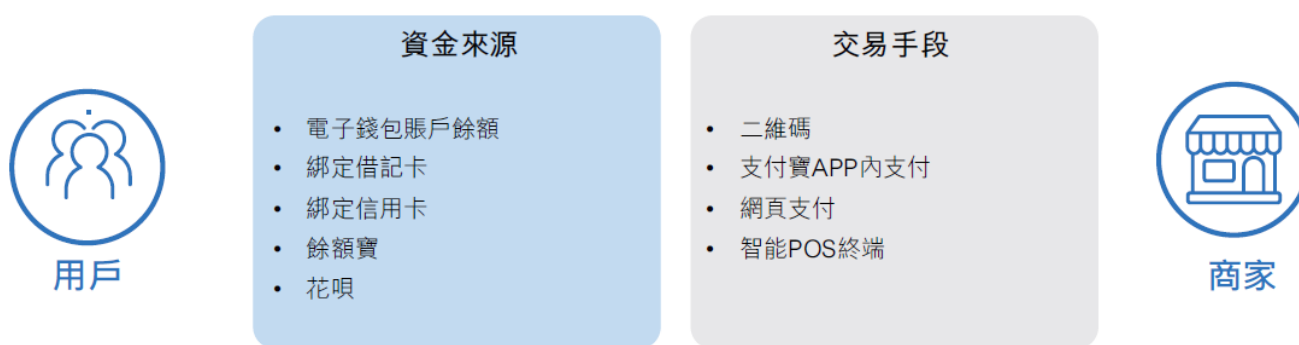 資金來源
• 電子錢包賬戶餘額
• 綁定借記卡
• 綁定信用卡
• 餘額寶
• 花唄
交易手段
• 二維碼
• 支付寶APP內支付
• 網頁支付
• 智能POS終端
用戶
商家